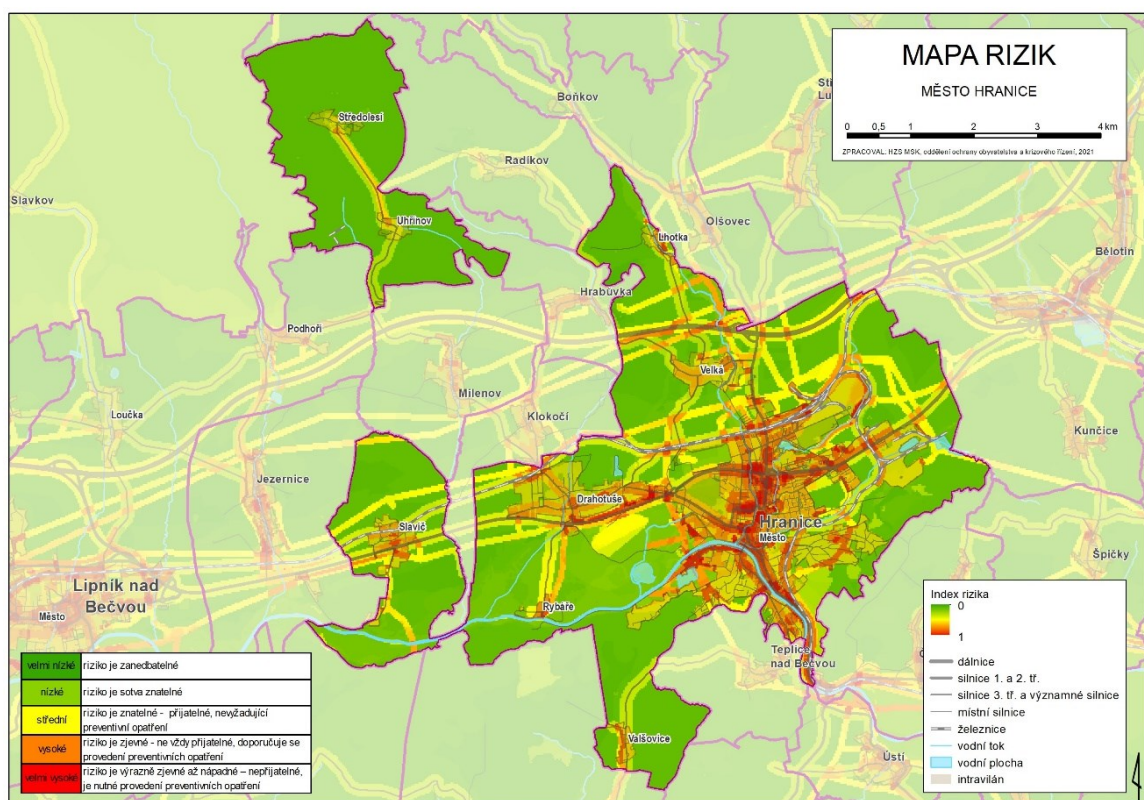 MAPA RIZIK
MĚSTO HRANICE
0 0,5 1 2 3 4 km
ZPRACOVAL: HZS MSK, oddělení ochrany obyvatelstva a krizového řízení, 2021
Boňkov
Středolesí
Radíkov
Slavkov
Olšovec
Uhřínov
Lhotka
Bělotín
Hrabůvka
Podhoří
Velká
Milenov
Loučka
Klokočí
Kunčice
Jezernice
Drahotuše
Slavíč
Hranice
Město
Špičky
Lipník nad
Bečvou
Město
Rybáře
Teplice
nad Bečvou
Valšovice
Ústí
velmi nízké riziko je zanedbatelné
nízké riziko je sotva znatelné
střední riziko je znatelné - přijatelné, nevyžadující
preventivní opatření
vysoké riziko je zjevné - ne vždy přijatelné, doporučuje se
provedení preventivních opatření
velmi vysoké riziko je výrazně zjevné až nápadné – nepřijatelné,
je nutné provedení preventivních opatření
Index rizika
0
1
dálnice
silnice 1. a 2. tř.
silnice 3. tř. a významné silnice
místní silnice
železnice
vodní tok
vodní plocha
intravilán